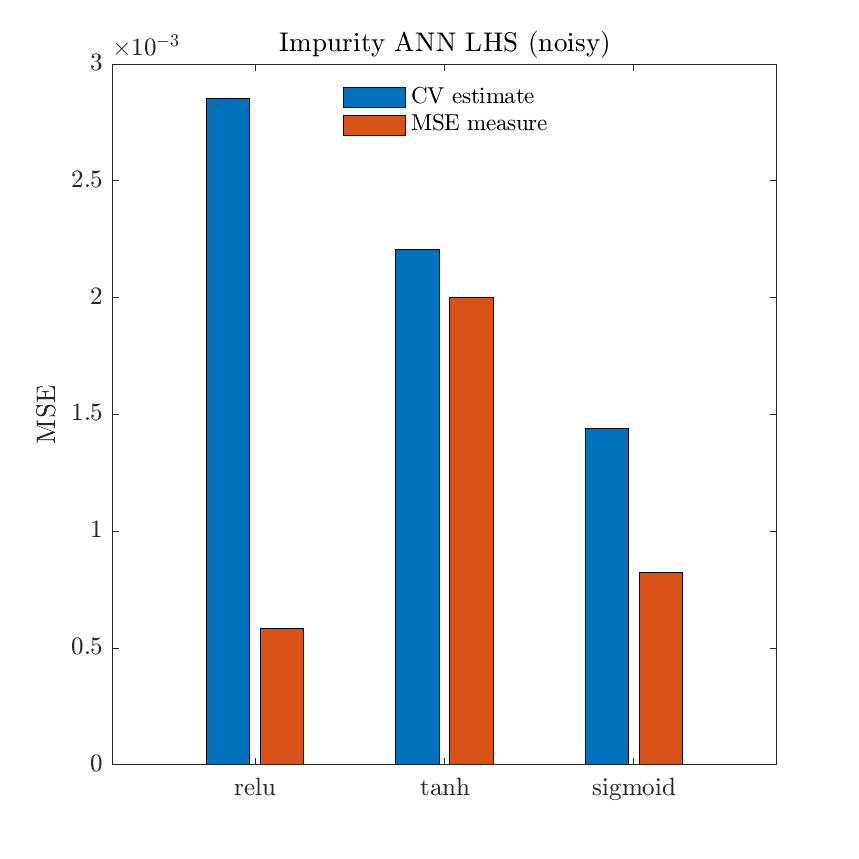 Impurity ANN LHS (noisy)
×10⁻³
CV estimate
MSE measure
3
2.5
2
1.5
1
0.5
0
MSE
relu tanh sigmoid